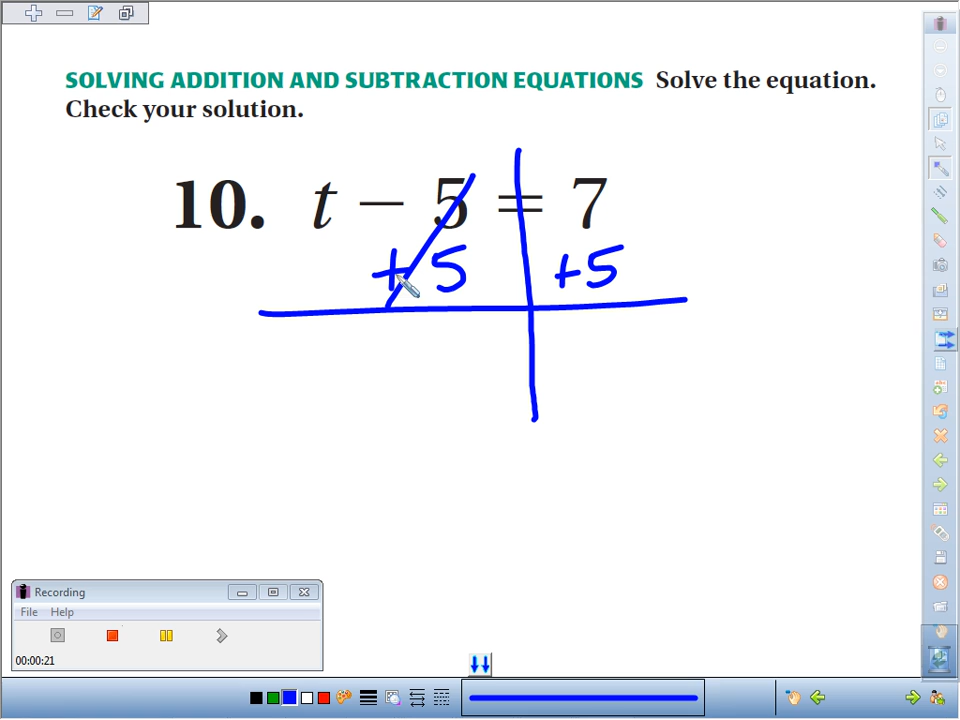 SOLVING ADDITION AND SUBTRACTION EQUATIONS Solve the equation.
Check your solution.
10. t − 5 = 7
+5 +5
Recording
File Help
00:00:21